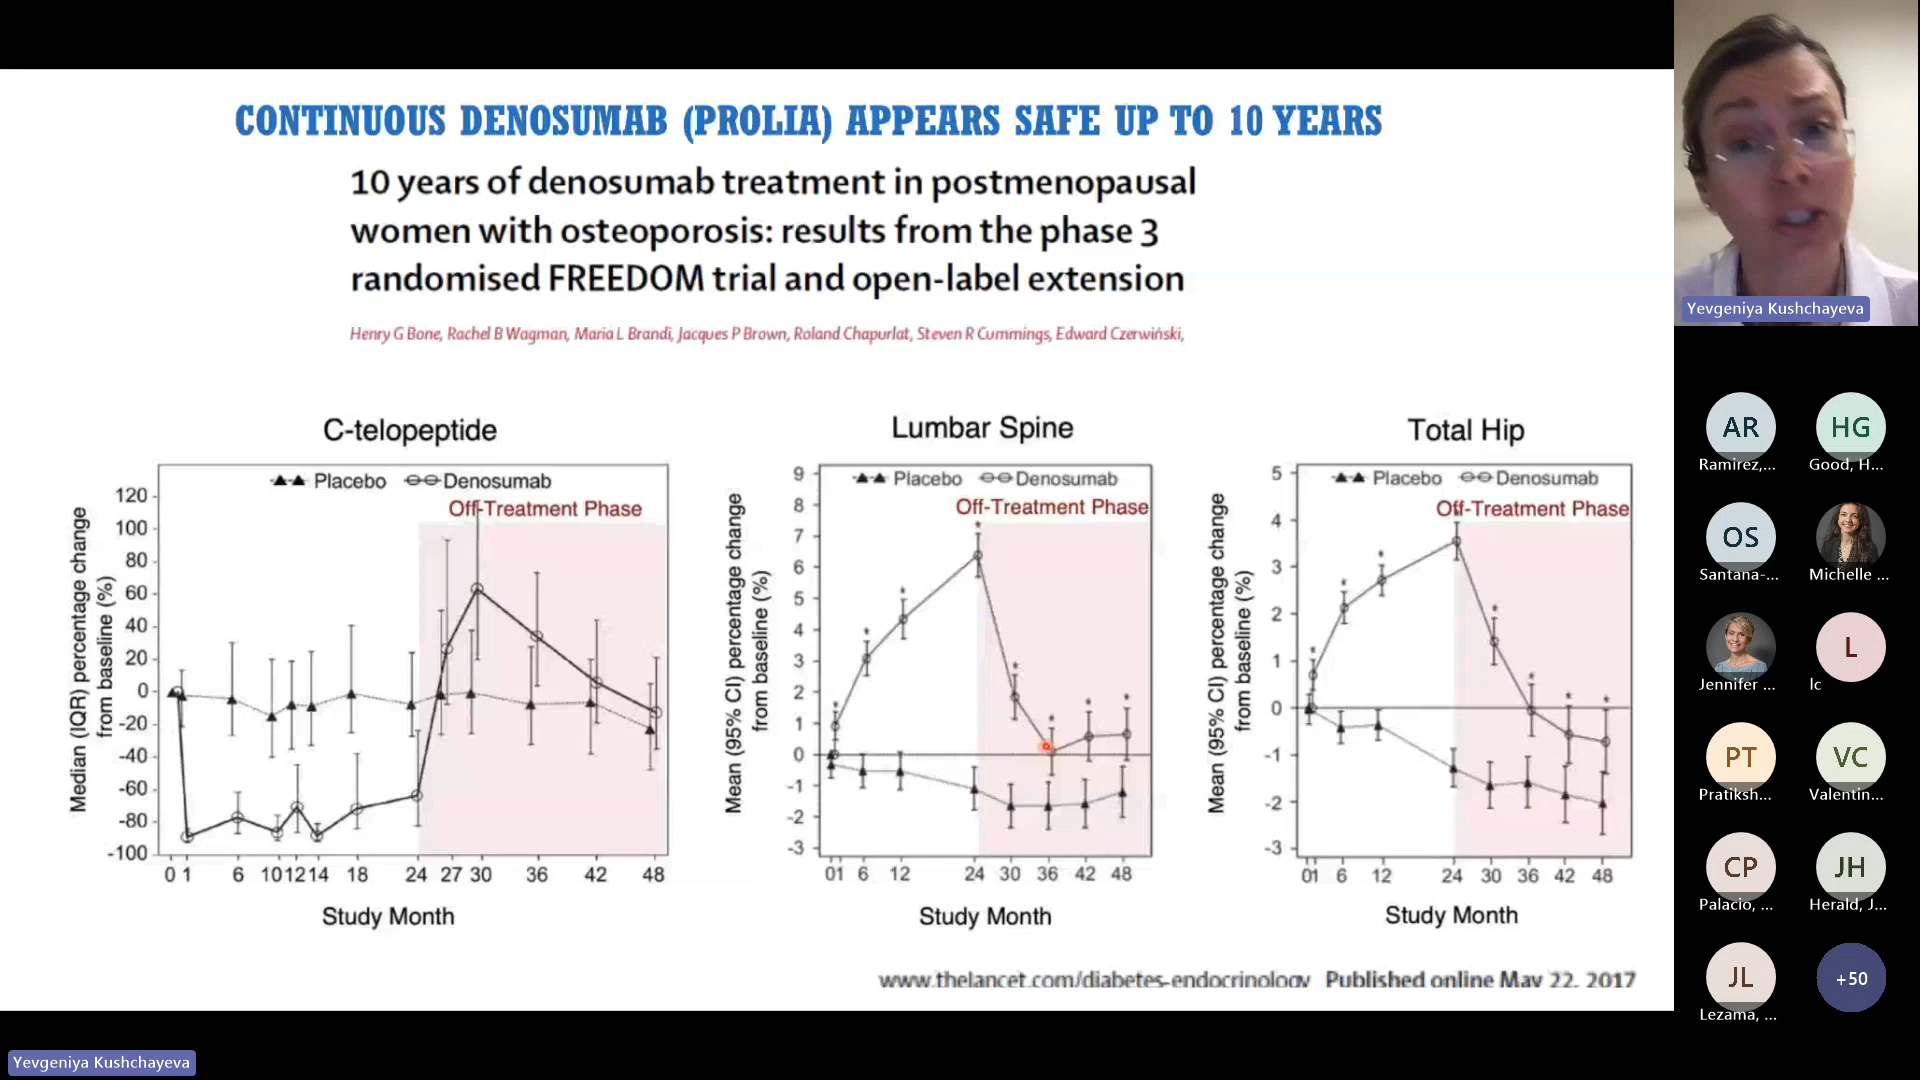 CONTINUOUS DENOSUMAB (PROLIA) APPEARS SAFE UP TO 10 YEARS
10 years of denosumab treatment in postmenopausal
women with osteoporosis: results from the phase 3
randomised FREEDOM trial and open-label extension
Henry G Bone, Rachel B Wagman, Maria L Brandi, Jacques P Brown, Roland Chapurlat, Steven R Cummings, Edward Czerwiński,
C-telopeptide
Placebo Denosumab
Off-Treatment Phase
Median (IQR) percentage change
from baseline (%)
120
100
80
60
40
20
0
-20
-40
-60
-80
-100
0 1 6 10 12 14 18 24 27 30 36 42 48
Study Month
Lumbar Spine
Placebo Denosumab
Off-Treatment Phase
Mean (95% CI) percentage change
from baseline (%)
9
8
7
6
5
4
3
2
1
0
-1
-2
-3
01 6 12 24 30 36 42 48
Study Month
Total Hip
Placebo Denosumab
Off-Treatment Phase
Mean (95% CI) percentage change
from baseline (%)
5
4
3
2
1
0
-1
-2
-3
01 6 12 24 30 36 42 48
Study Month
www.thelancet.com/diabetes-endocrinology Published online May 22, 2017
Yevgeniya Kushchayeva
AR HG
Ramirez,... Good, H...
OS
Santana-... Michelle ...
L
Jennifer ... lc
PT VC
Pratiksh... Valentin...
CP JH
Palacio, ... Herald, J...
JL +50
Lezama, ...
Yevgeniya Kushchayeva